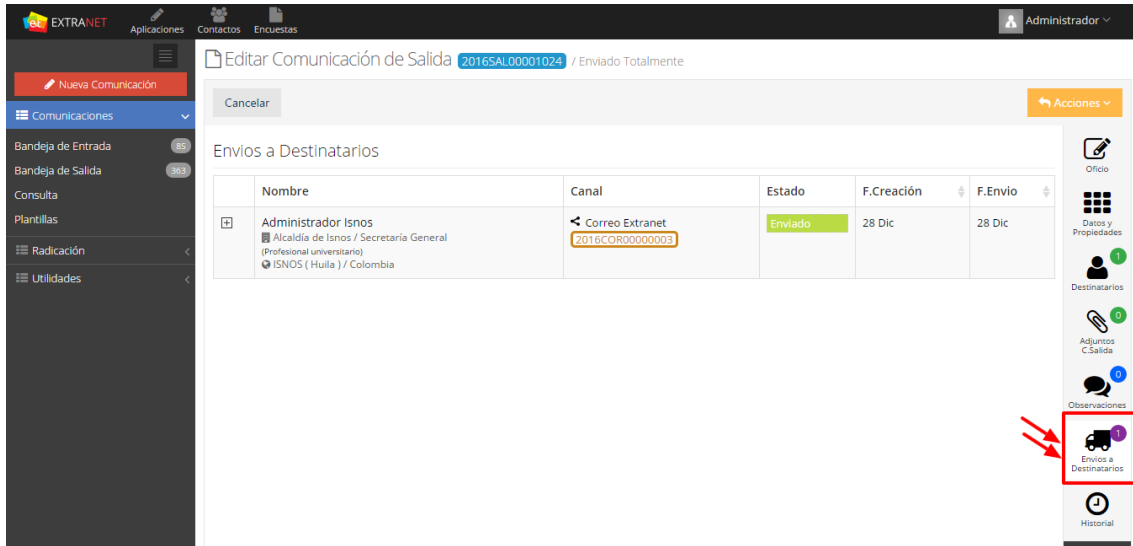 et EXTRANET
Aplicaciones
Contactos
Encuestas
Administrador
Nueva Comunicación
Comunicaciones
Bandeja de Entrada 85
Bandeja de Salida 363
Consulta
Plantillas
Radicación
Utilidades
Editar Comunicación de Salida 2016SAL00001024 / Enviado Totalmente
Cancelar
Acciones
Envios a Destinatarios
Nombre Canal Estado F.Creación F.Envio
Administrador Isnos
Alcaldía de Isnos / Secretaría General
(Profesional universitario)
ISNOS ( Huila ) / Colombia
Correo Extranet
2016COR00000003
Enviado
28 Dic
28 Dic
Oficio
Datos y
Propiedades
1
Destinatarios
0
Adjuntos
C.Salida
0
Observaciones
1
Envios a
Destinatarios
Historial